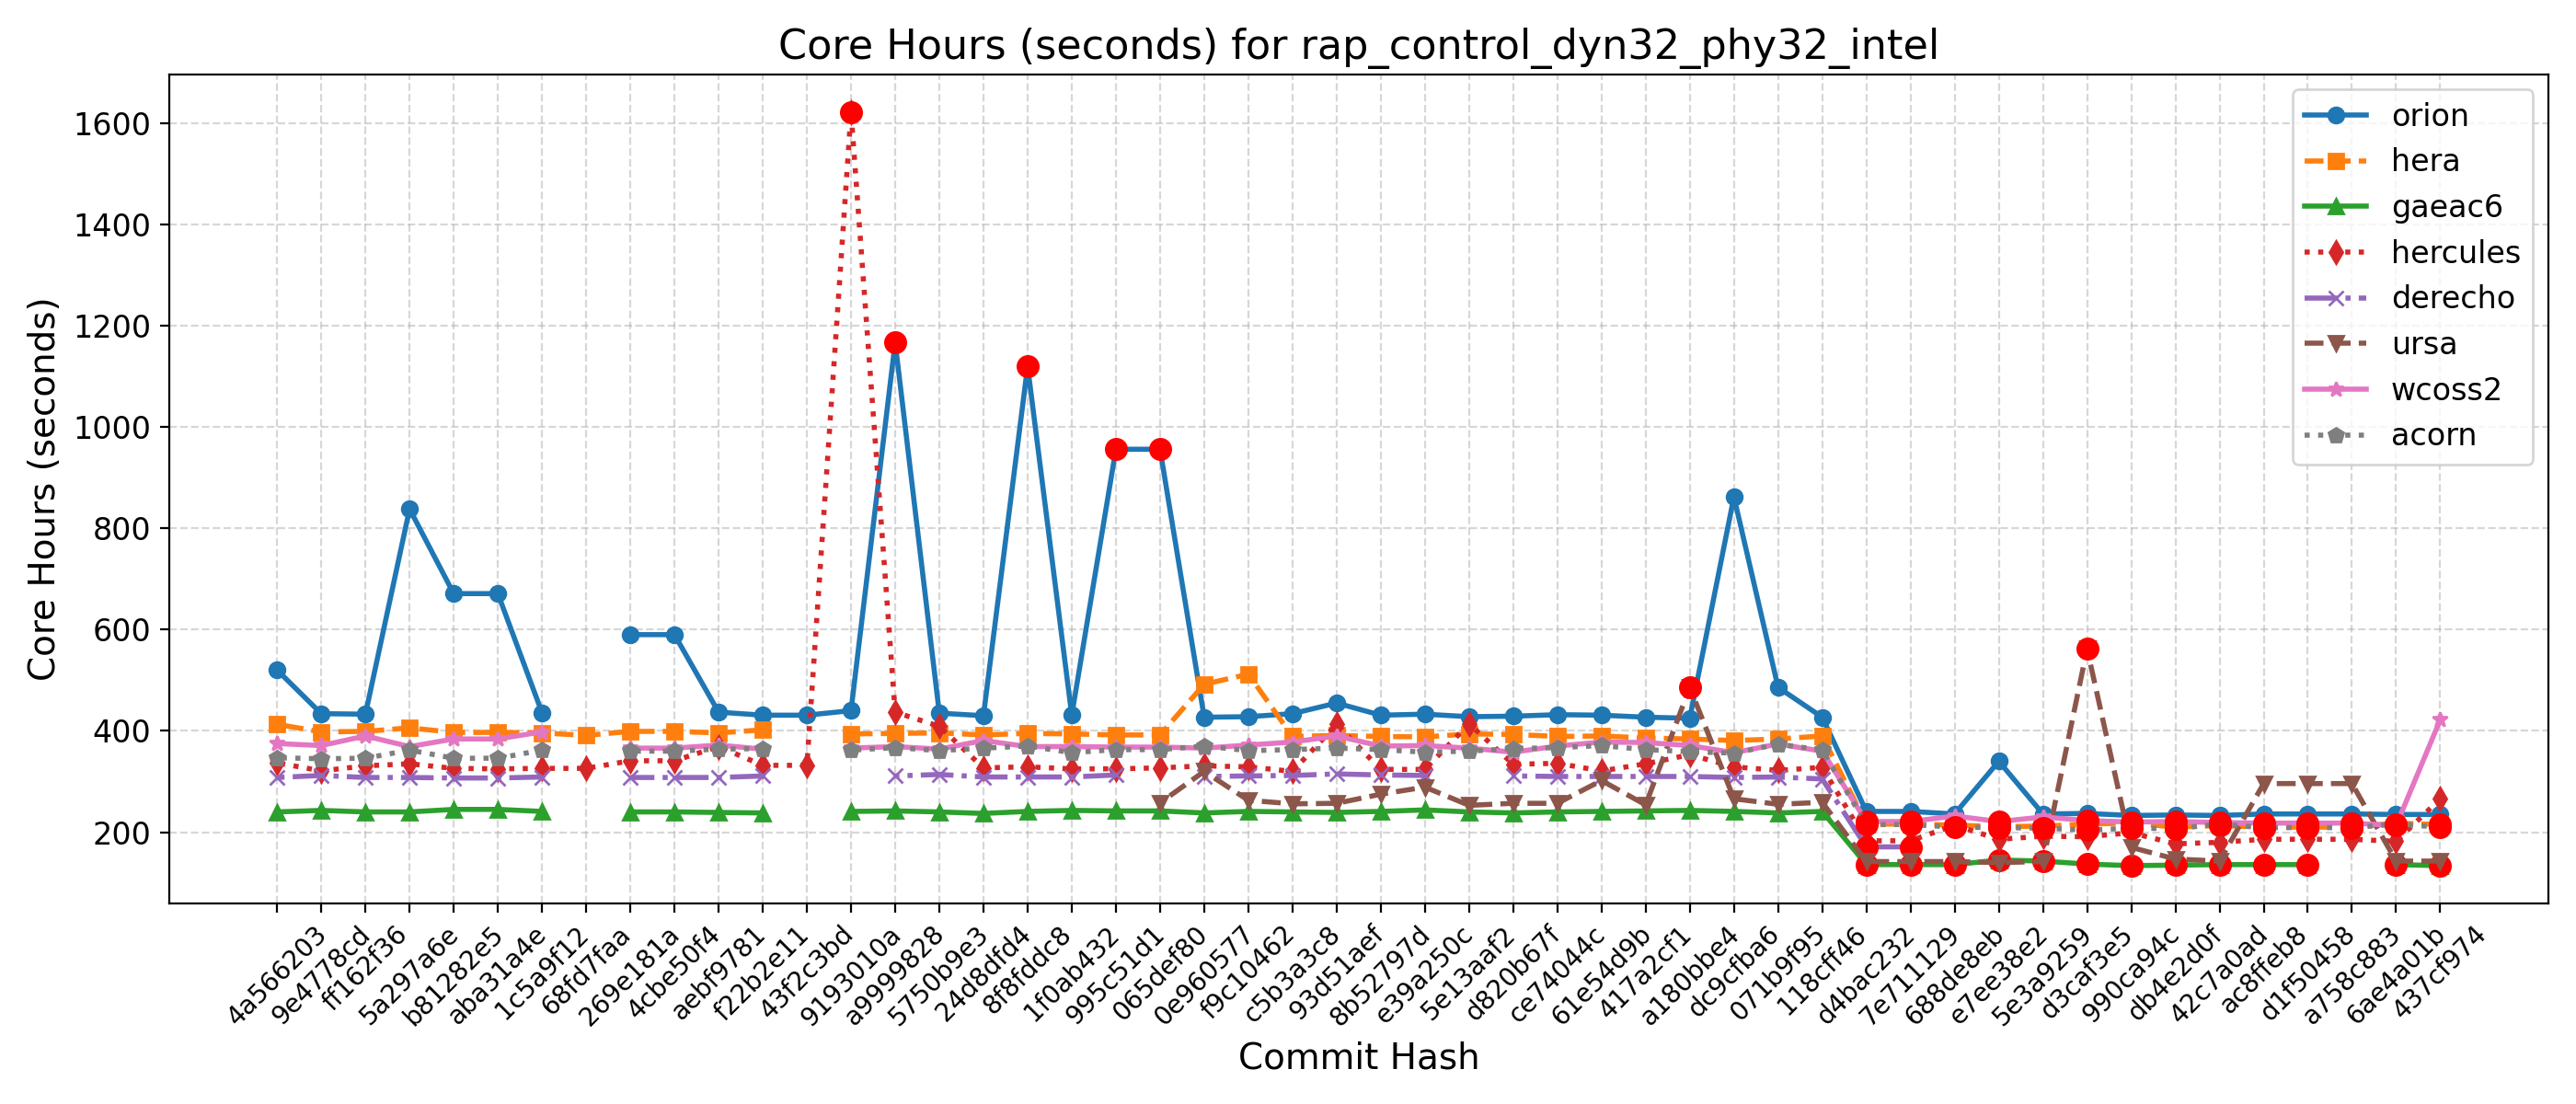 Core Hours (seconds) for rap_control_dyn32_phy32_intel
Core Hours (seconds)
1600
1400
1200
1000
800
600
400
200
orion
hera
gaeac6
hercules
derecho
ursa
wcoss2
acorn
4a566203
9e4778cd
ff162f36
5a297a6e
b81282e5
aba31a4e
1c5a9f12
68fd7faa
269e181a
4cbe50f4
aebf9781
f22b2e11
43f2c3bd
9193010a
a9999828
5750b9e3
24d8dfd4
8f8fddc8
1f0ab432
995c51d1
065def80
0e960577
f9c10462
c5b3a3c8
93d51aef
8b52797d
e39a250c
5e13aaf2
d820b67f
ce74044c
61e54d9b
417a2cf1
a180bbe4
dc9cfba6
071b9f95
118cff46
d4bac232
7e711129
688de8eb
e7ee38e2
5e3a9259
d3caf3e5
990ca94c
db4e2d0f
42c7a0ad
ac8ffeb8
d1f50458
a758c883
6ae4a01b
437cf974
Commit Hash